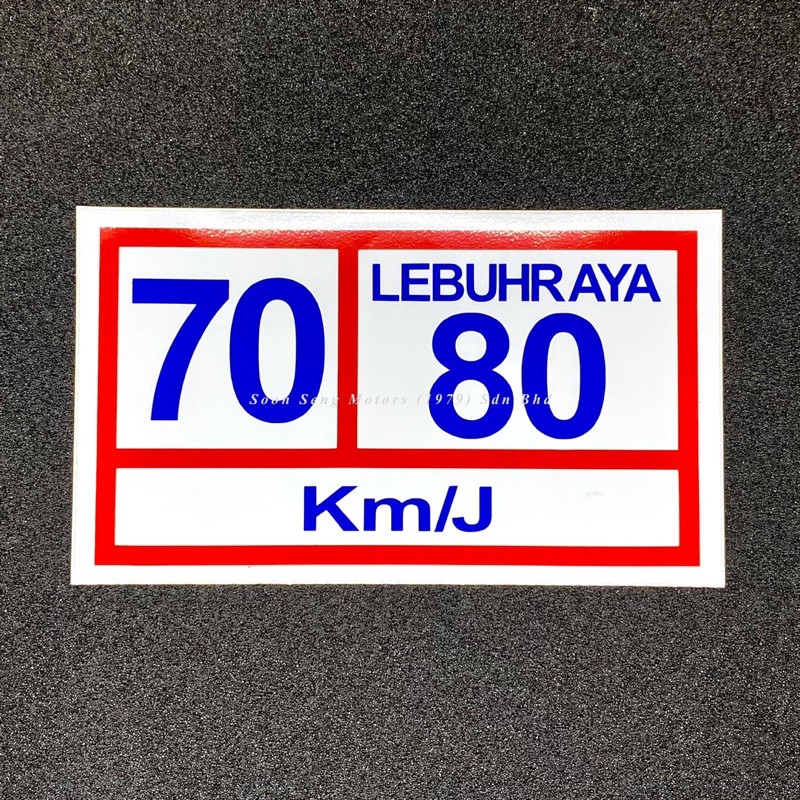 70
LEBUHRAYA
80
Soon Seng Motors (1979) Sdn Bhd
Km/J